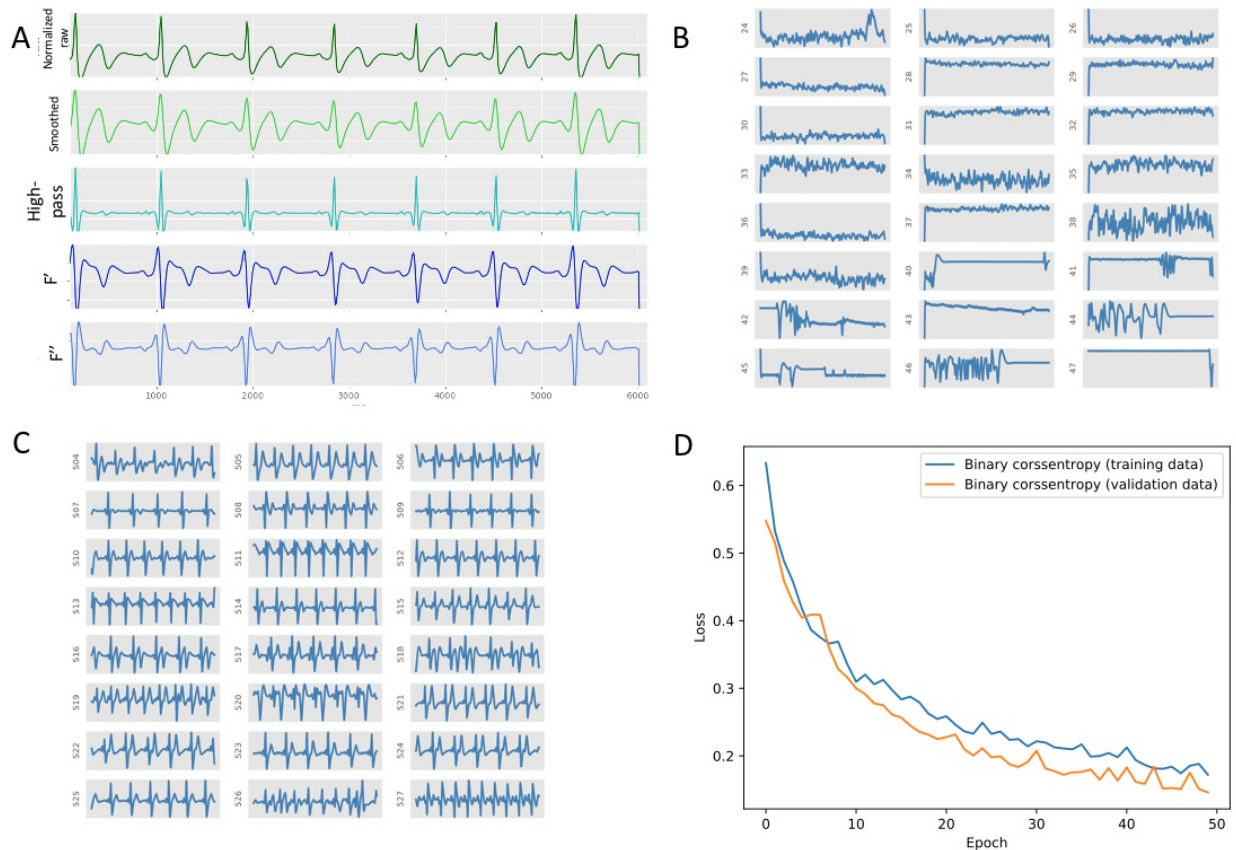 A
Normalized
raw
Smoothed
High-
pass
F'
F''
1000 2000 3000 4000 5000 6000
B
24 25 26
27 28 29
30 31 32
33 34 35
36 37 38
39 40 41
42 43 44
45 46 47
C
504 505 506
507 508 509
510 511 512
513 514 515
516 517 518
519 520 521
522 523 524
525 526 527
D
Binary corssentropy (training data)
Binary corssentropy (validation data)
0.6
0.5
0.4
0.3
0.2
Loss
0 10 20 30 40 50
Epoch